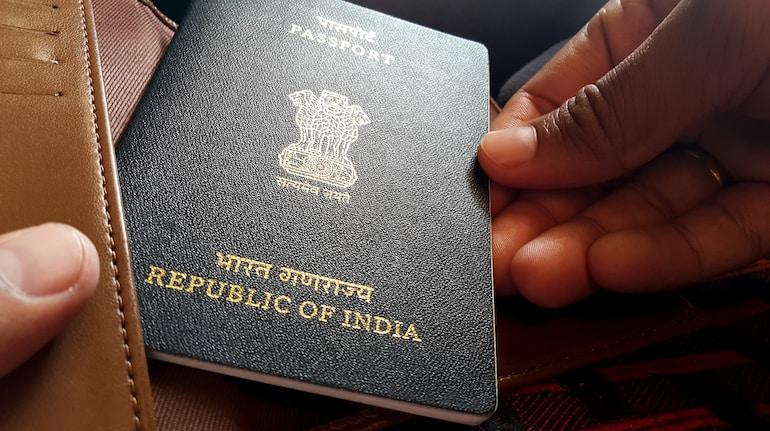 पासपोर्ट
PASSPORT
सत्यमेव जयते
भारत गणराज्य
REPUBLIC OF INDIA